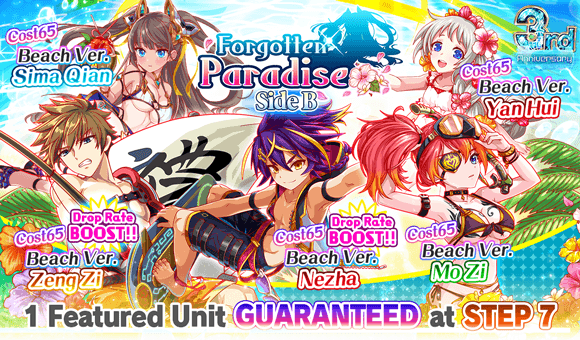 Cost65
Beach Ver.
Sima Qian
Forgotten
Paradise
Side B
3rd
Anniversary
Cost65
Beach Ver.
Yan Hui
禮
Drop Rate
BOOST!!
Cost65
Beach Ver.
Zeng Zi
Drop Rate
BOOST!!
Cost65
Beach Ver.
Nezha
Cost65
Beach Ver.
Mo Zi
1 Featured Unit GUARANTEED at STEP 7